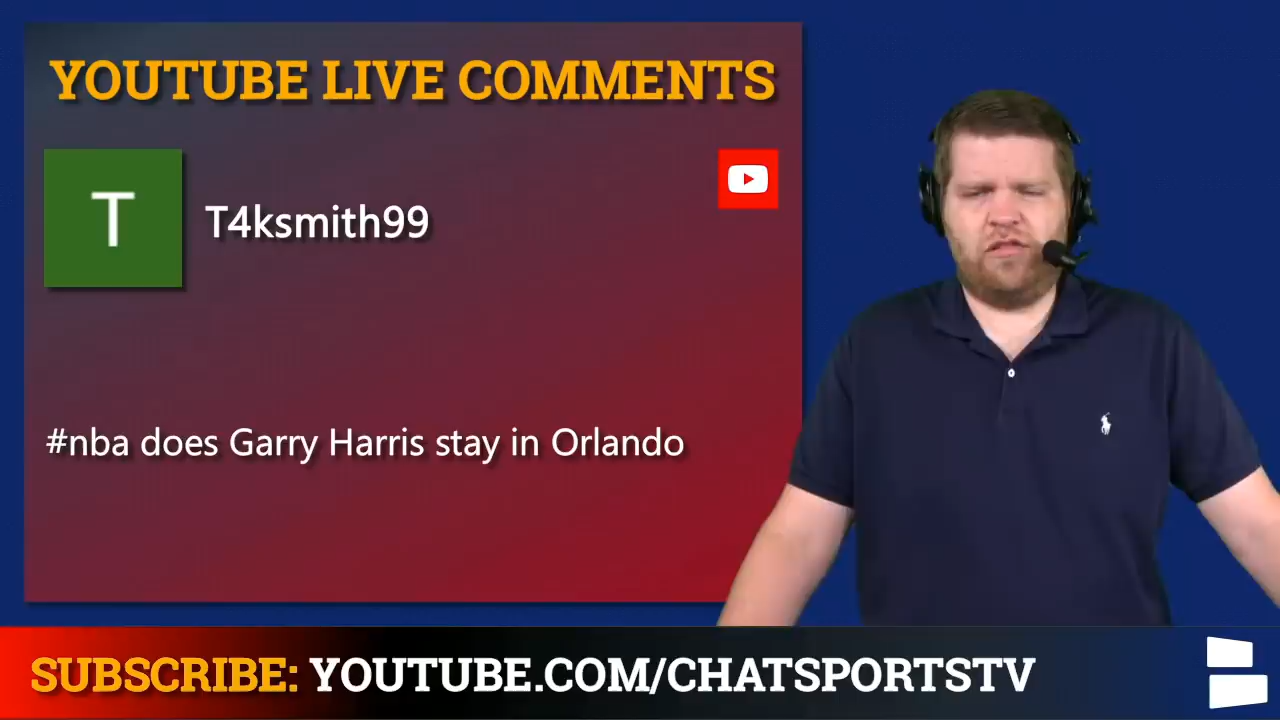 YOUTUBE LIVE COMMENTS
T
T4ksmith99
#nba does Garry Harris stay in Orlando
SUBSCRIBE: YOUTUBE.COM/CHATSPORTSTV